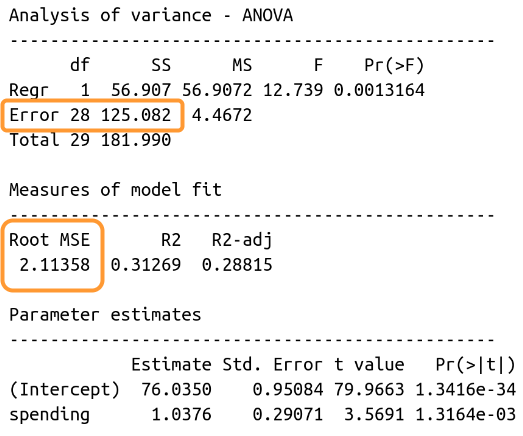 Analysis of variance - ANOVA
------------------------------------------------
df SS MS F Pr(>F)
Regr 1 56.907 56.9072 12.739 0.0013164
Error 28 125.082 4.4672
Total 29 181.990
Measures of model fit
------------------------------------------------
Root MSE R2 R2-adj
2.11358 0.31269 0.28815
Parameter estimates
------------------------------------------------
Estimate Std. Error t value Pr(>|t|)
(Intercept) 76.0350 0.95084 79.9663 1.3416e-34
spending 1.0376 0.29071 3.5691 1.3164e-03